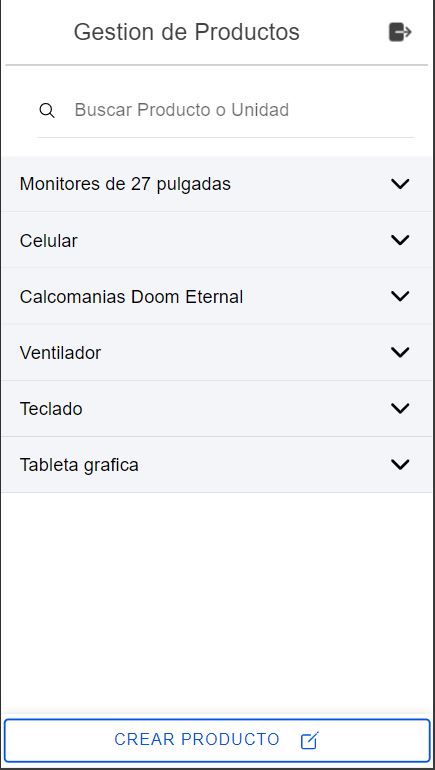 Gestion de Productos
Buscar Producto o Unidad
Monitores de 27 pulgadas
Celular
Calcomanias Doom Eternal
Ventilador
Teclado
Tableta grafica
CREAR PRODUCTO